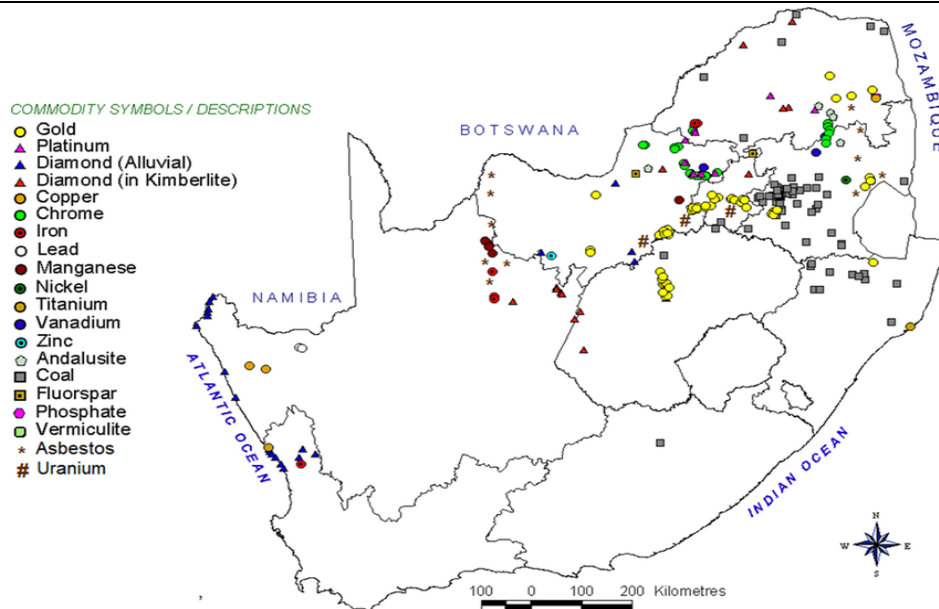 COMMODITY SYMBOLS / DESCRIPTIONS
Gold
Platinum
Diamond (Alluvial)
Diamond (in Kimberlite)
Copper
Chrome
Iron
Lead
Manganese
Nickel
Titanium
Vanadium
Zinc
Andalusite
Coal
Fluorspar
Phosphate
Vermiculite
Asbestos
Uranium
BOTSWANA
MOZAMBIQUE
NAMIBIA
ATLANTIC OCEAN
INDIAN OCEAN
N
W E
S
100 0 100 200 Kilometres